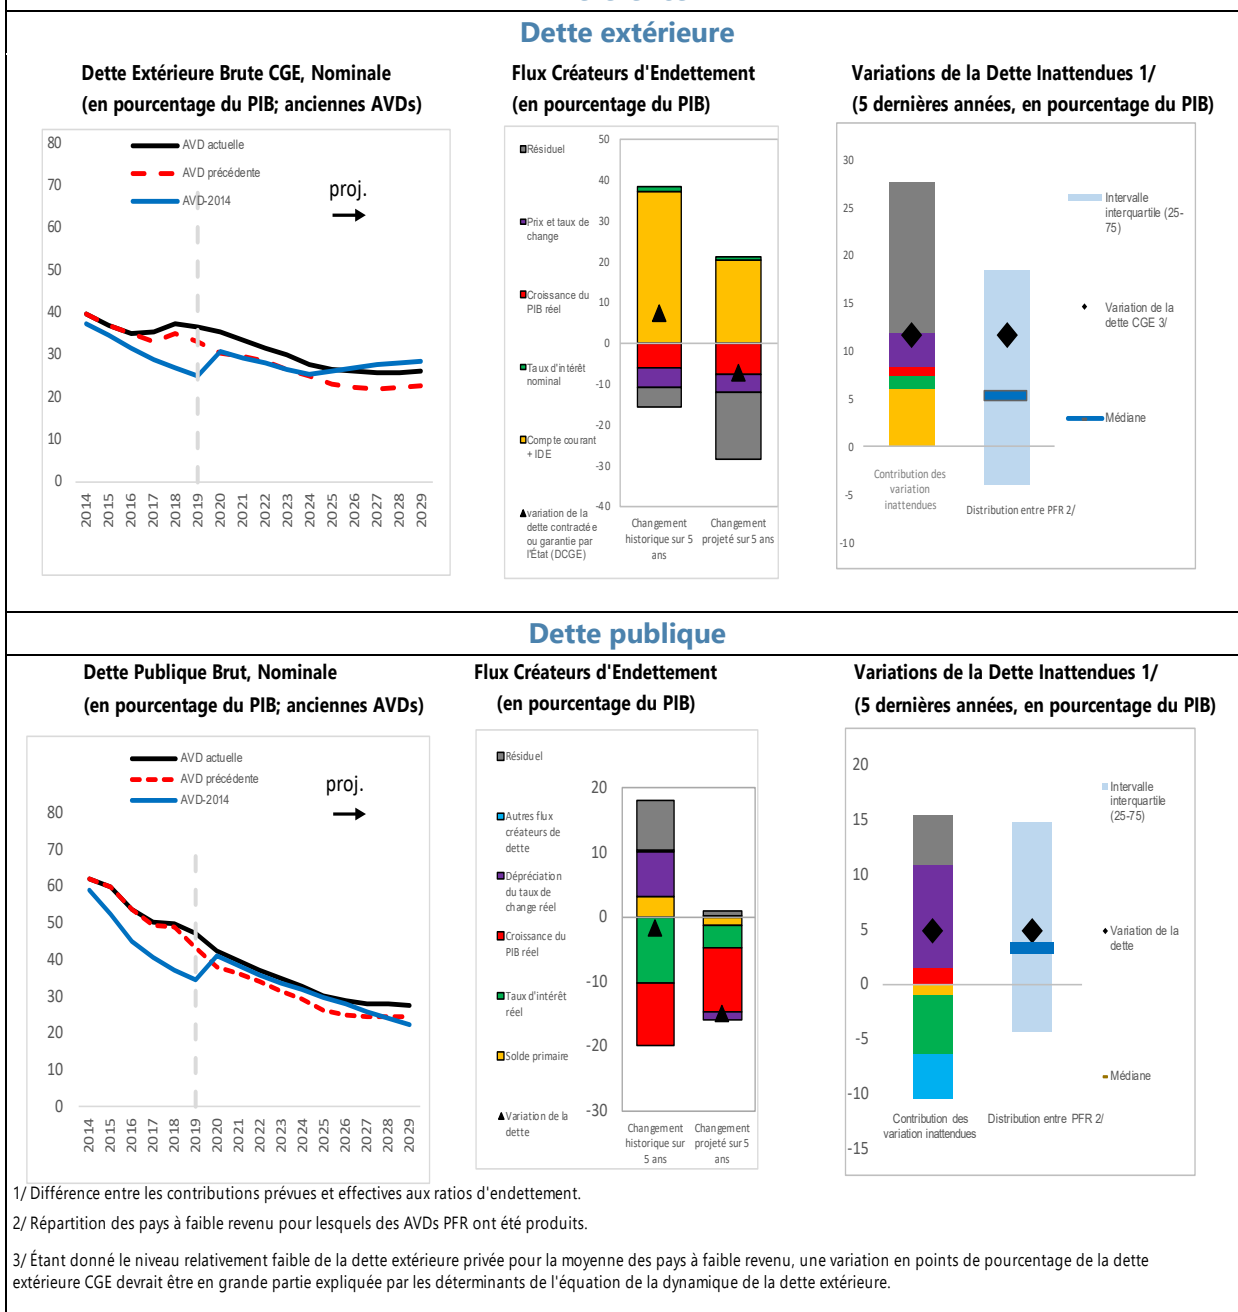 Dette extérieure
Dette Extérieure Brute CGE, Nominale
(en pourcentage du PIB; anciennes AVDs)
80
70
60
50
40
30
20
10
0
AVD actuelle
AVD précédente
AVD-2014
proj.
2014
2015
2016
2017
2018
2019
2020
2021
2022
2023
2024
2025
2026
2027
2028
2029
Flux Créateurs d'Endettement
(en pourcentage du PIB)
Résiduel
Prix et taux de
change
Croissance du
PIB réel
Taux d'intérêt
nominal
Compte courant
+ IDE
variation de la
dette contractée
ou garantie par
l'État (DCGE)
50
40
30
20
10
0
-10
-20
-30
-40
Changement
historique sur 5
ans
Changement
projeté sur 5 ans
Variations de la Dette Inattendues 1/
(5 dernières années, en pourcentage du PIB)
30
25
20
15
10
5
0
-5
-10
Contribution des
variation
inattendues
Distribution entre PFR 2/
Intervalle
interquartile (25-
75)
Variation de la
dette CGE 3/
Médiane
Dette publique
Dette Publique Brut, Nominale
(en pourcentage du PIB; anciennes AVDs)
AVD actuelle
AVD précédente
AVD-2014
proj.
80
70
60
50
40
30
20
10
0
2014
2015
2016
2017
2018
2019
2020
2021
2022
2023
2024
2025
2026
2027
2028
2029
Flux Créateurs d'Endettement
(en pourcentage du PIB)
Résiduel
Autres flux
créateurs de
dette
Dépréciation
du taux de
change réel
Croissance du
PIB réel
Taux d'intérêt
réel
Solde primaire
Variation de la
dette
20
10
0
-10
-20
-30
Changement
historique sur
5 ans
Changement
projeté sur 5
ans
Variations de la Dette Inattendues 1/
(5 dernières années, en pourcentage du PIB)
20
15
10
5
0
-5
-10
-15
Contribution des
variation inattendues
Distribution entre PFR 2/
Intervalle
interquartile
(25-75)
Variation de la
dette
Médiane
1/ Différence entre les contributions prévues et effectives aux ratios d'endettement.
2/ Répartition des pays à faible revenu pour lesquels des AVDs PFR ont été produits.
3/ Étant donné le niveau relativement faible de la dette extérieure privée pour la moyenne des pays à faible revenu, une variation en points de pourcentage de la dette
extérieure CGE devrait être en grande partie expliquée par les déterminants de l'équation de la dynamique de la dette extérieure.